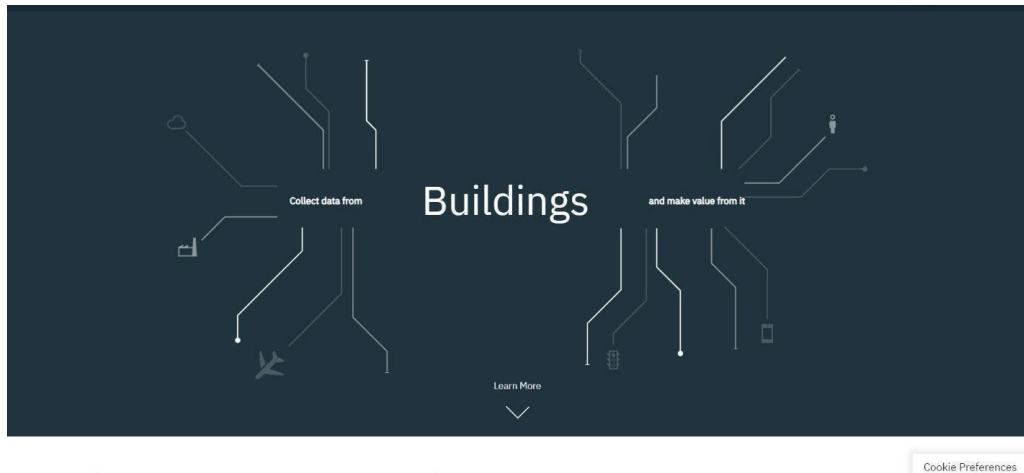 Collect data from Buildings and make value from it
Learn More
Cookie Preferences